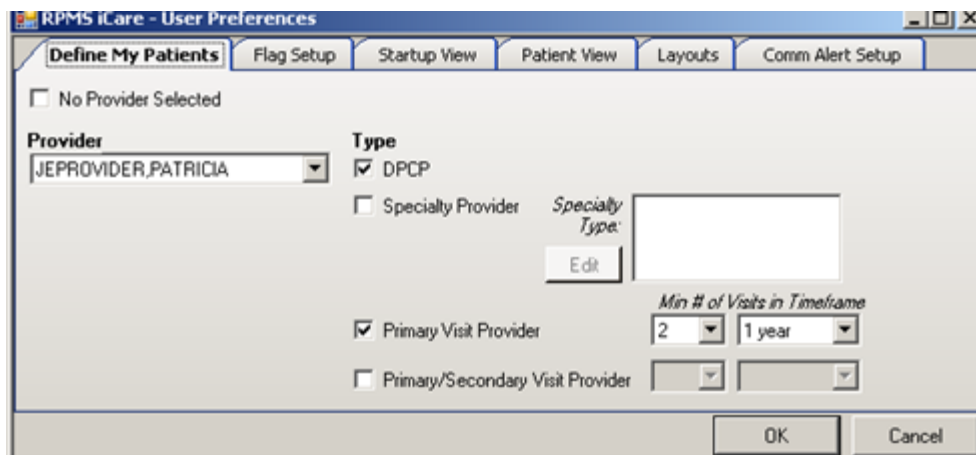 RPMS iCare - User Preferences
Define My Patients Flag Setup Startup View Patient View Layouts Comm Alert Setup
No Provider Selected
Provider Type
JEPROVIDER,PATRICIA DPCP
Specialty Provider Specialty
Type:
Edit
Min # of Visits in Timeframe
Primary Visit Provider 2 1 year
Primary/Secondary Visit Provider
OK Cancel